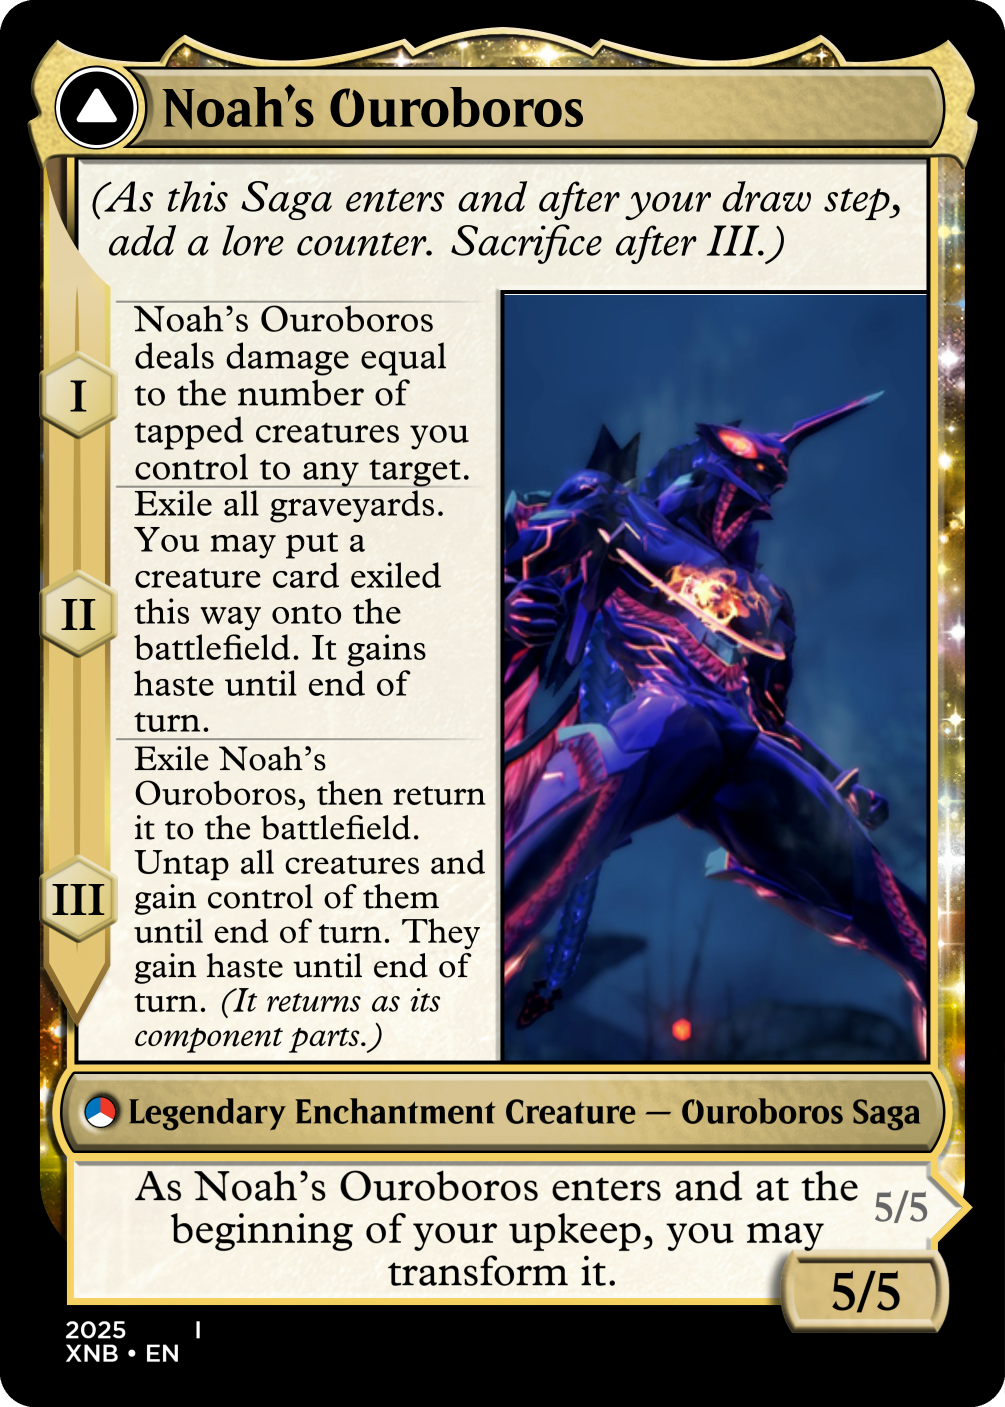 Noah's Ouroboros
(As this Saga enters and after your draw step,
add a lore counter. Sacrifice after III.)
I
Noah's Ouroboros
deals damage equal
to the number of
tapped creatures you
control to any target.
II
Exile all graveyards.
You may put a
creature card exiled
this way onto the
battlefield. It gains
haste until end of
turn.
III
Exile Noah's
Ouroboros, then return
it to the battlefield.
Untap all creatures and
gain control of them
until end of turn. They
gain haste until end of
turn. (It returns as its
component parts.)
Legendary Enchantment Creature — Ouroboros Saga
As Noah's Ouroboros enters and at the
beginning of your upkeep, you may
transform it.
5/5
5/5
2025 I
XNB • EN